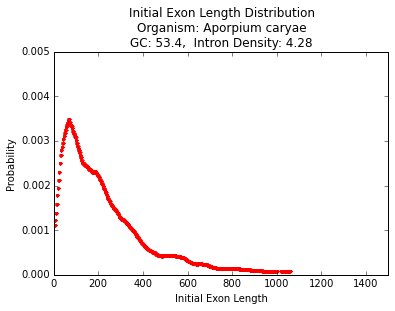 Initial Exon Length Distribution
Organism: Aporpium caryae
GC: 53.4,  Intron Density: 4.28
0.005
0.004
0.003
0.002
0.001
0.000
Probability
0 200 400 600 800 1000 1200 1400
Initial Exon Length